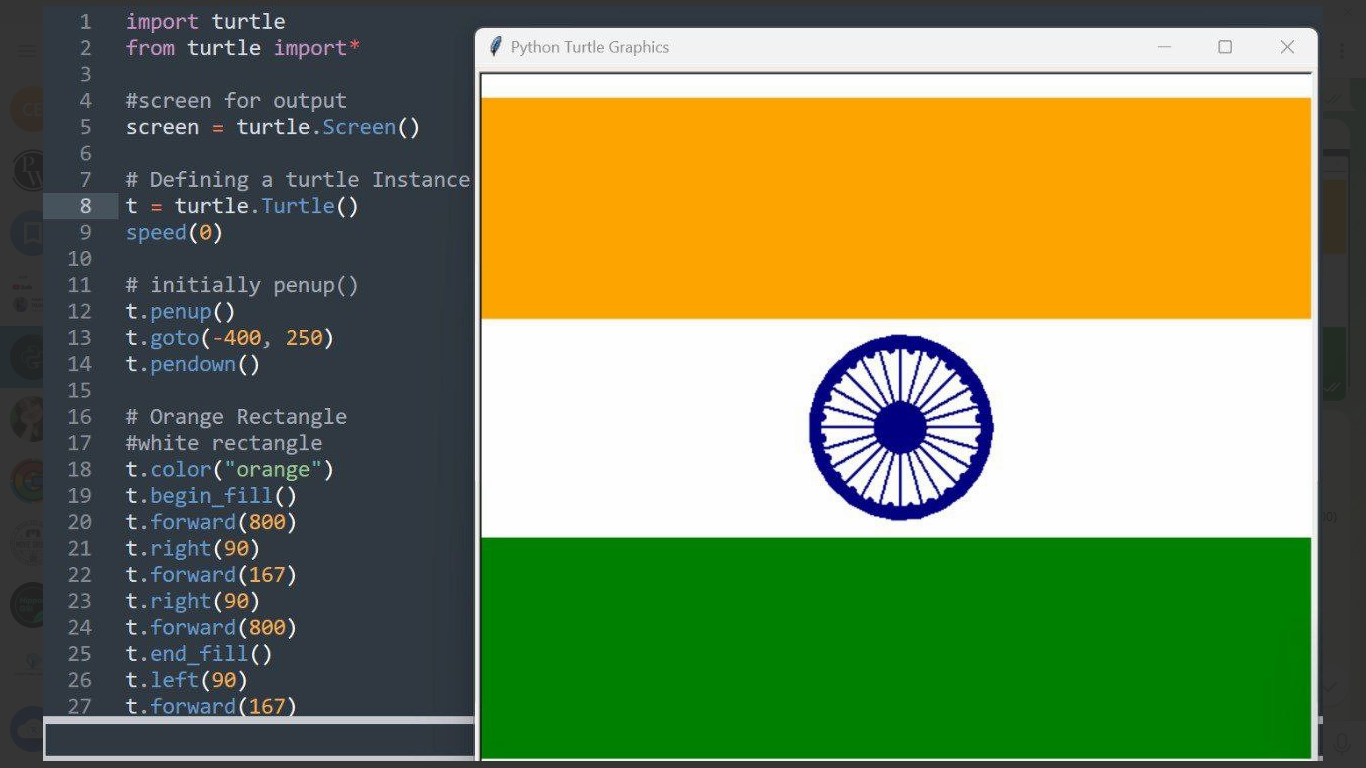 1 import turtle
2 from turtle import*
3
4 #screen for output
5 screen = turtle.Screen()
6
7 # Defining a turtle Instance
8 t = turtle.Turtle()
9 speed(0)
10
11 # initially penup()
12 t.penup()
13 t.goto(-400, 250)
14 t.pendown()
15
16 # Orange Rectangle
17 #white rectangle
18 t.color("orange")
19 t.begin_fill()
20 t.forward(800)
21 t.right(90)
22 t.forward(167)
23 t.right(90)
24 t.forward(800)
25 t.end_fill()
26 t.left(90)
27 t.forward(167)
Python Turtle Graphics